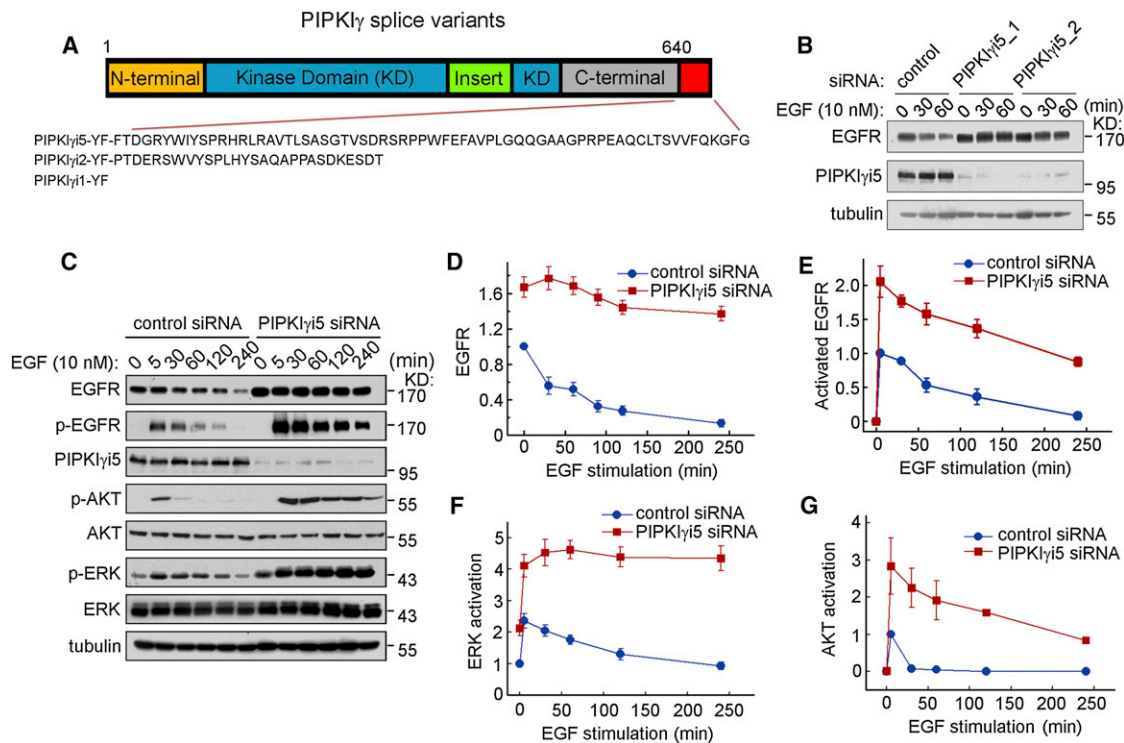 PIPKIγ splice variants
A
1
640
N-terminal
Kinase Domain (KD)
Insert
KD
C-terminal
PIPKIγi5-YF-FTDGRYWIYSPRHRLRAVTLSASGTVSDRSRPPWFEFAVPLGQQGAAGPRPEAQCLTSVVFQKGFG
PIPKIγi2-YF-PTDERSWVYSPLHYSAQAPPASDKESDT
PIPKIγi1-YF
B
siRNA:
control
PIPKIγi5_1
PIPKIγi5_2
EGF (10 nM):
0 30 60 0 30 60 0 30 60 (min)
KD:
EGFR
170
PIPKIγi5
95
tubulin
55
C
control siRNA
PIPKIγi5 siRNA
EGF (10 nM):
0 5 30 60 120 240 0 5 30 60 120 240 (min)
KD:
EGFR
170
p-EGFR
170
PIPKIγi5
95
p-AKT
55
AKT
55
p-ERK
43
ERK
43
tubulin
55
D
control siRNA
PIPKIγi5 siRNA
EGFR
1.6
1.2
0.8
0.4
0
0 50 100 150 200 250
EGF stimulation (min)
E
control siRNA
PIPKIγi5 siRNA
Activated EGFR
2.0
1.5
1.0
0.5
0.0
0 50 100 150 200 250
EGF stimulation (min)
F
control siRNA
PIPKIγi5 siRNA
ERK activation
6
5
4
3
2
1
0
0 50 100 150 200 250
EGF stimulation (min)
G
control siRNA
PIPKIγi5 siRNA
AKT activation
4
3
2
1
0
0 50 100 150 200 250
EGF stimulation (min)